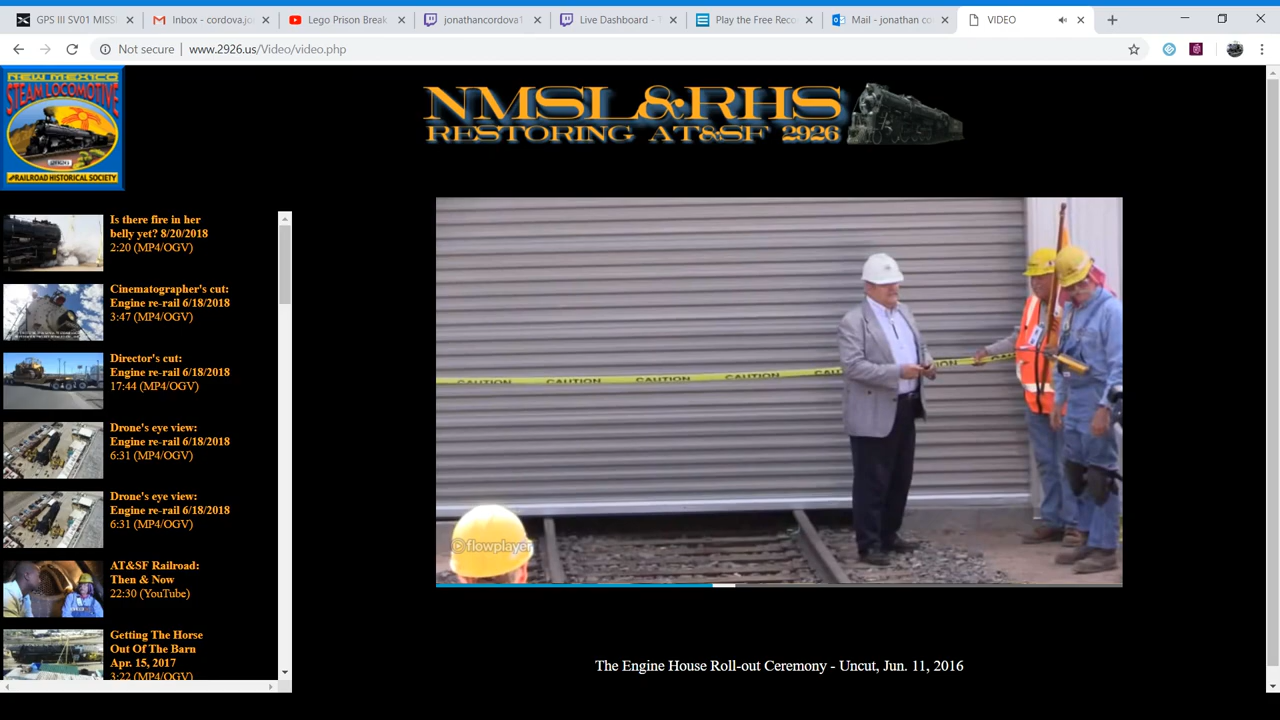 GPS III SV01 MISSI
Inbox - cordova.jo
Lego Prison Break
jonathancordova1
Live Dashboard - T
Play the Free Reco
Mail - jonathan co
VIDEO
Not secure
www.2926.us/Video/video.php
NEW MEXICO
STEAM LOCOMOTIVE
RAILROAD HISTORICAL SOCIETY
NMSL&RHS
RESTORING AT&SF 2926
Is there fire in her
belly yet? 8/20/2018
2:20 (MP4/OGV)
Cinematographer's cut:
Engine re-rail 6/18/2018
3:47 (MP4/OGV)
Director's cut:
Engine re-rail 6/18/2018
17:44 (MP4/OGV)
Drone's eye view:
Engine re-rail 6/18/2018
6:31 (MP4/OGV)
Drone's eye view:
Engine re-rail 6/18/2018
6:31 (MP4/OGV)
AT&SF Railroad:
Then & Now
22:30 (YouTube)
Getting The Horse
Out Of The Barn
Apr. 15, 2017
3:22 (MP4/OGV)
CAUTION CAUTION CAUTION CAUTION CAU ION CAU
flowplayer
The Engine House Roll-out Ceremony - Uncut, Jun. 11, 2016